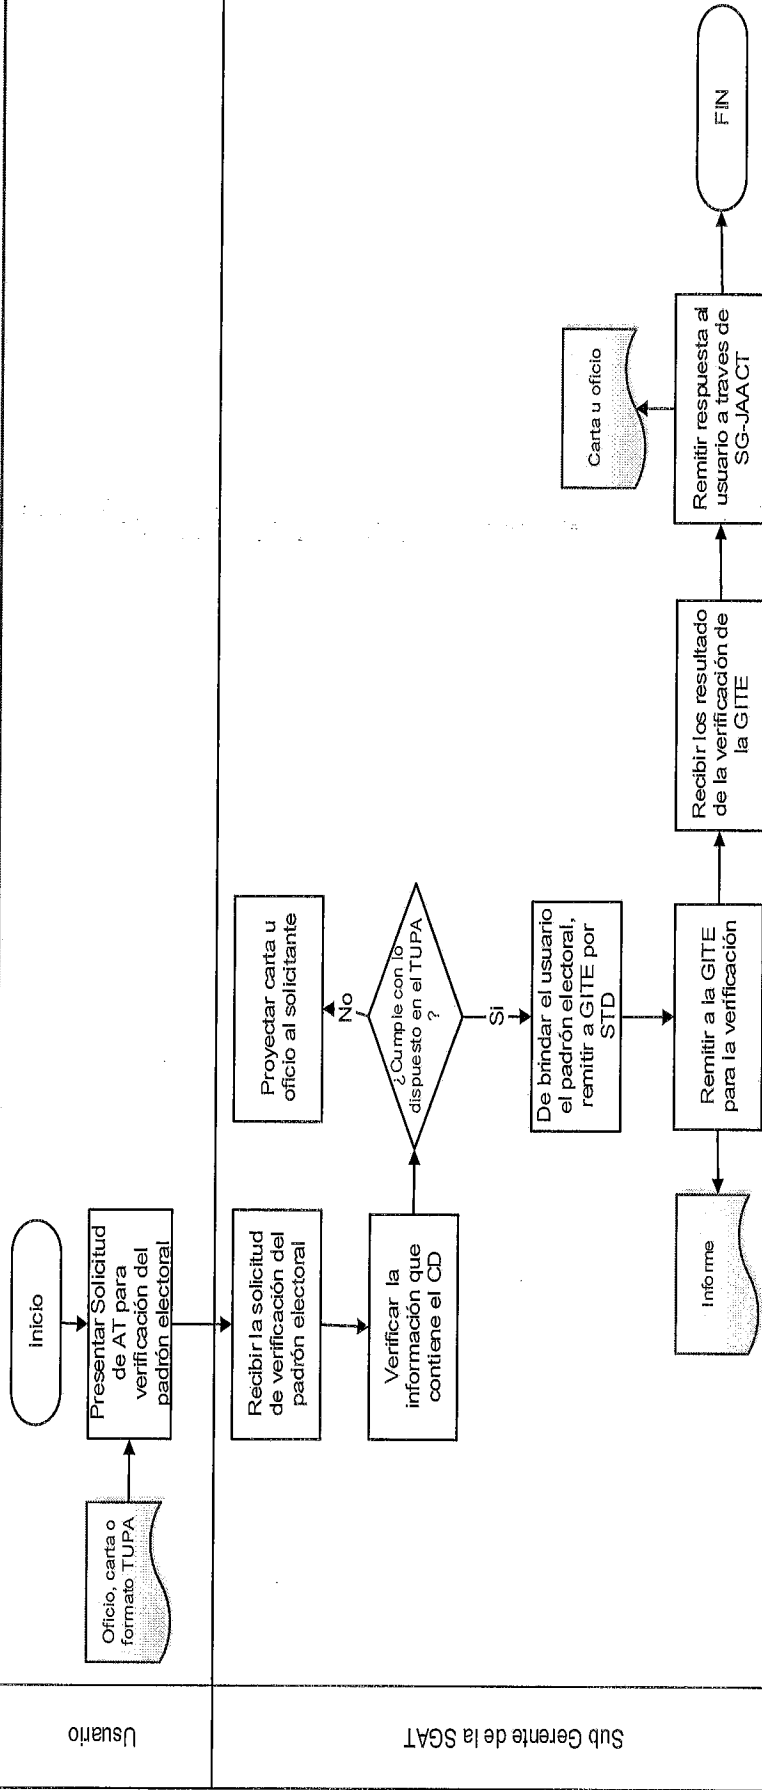 Usuario
Inicio
Oficio, carta o
formato TUPA
Presentar Solicitud
de AT para
verificación del
padrón electoral
Sub Gerente de la SGAT
Recibir la solicitud
de verificación del
padrón electoral
Verificar la
información que
contiene el CD
¿Cumple con lo
dispuesto en el TUPA
?
No
Proyectar carta u
oficio al solicitante
Si
De brindar el usuario
el padrón electoral,
remitir a GITE por
STD
Remitir a la GITE
para la verificación
Informe
Recibir los resultado
de la verificación de
la GITE
Remitir respuesta al
usuario a traves de
SG-JAACT
Carta u oficio
FIN